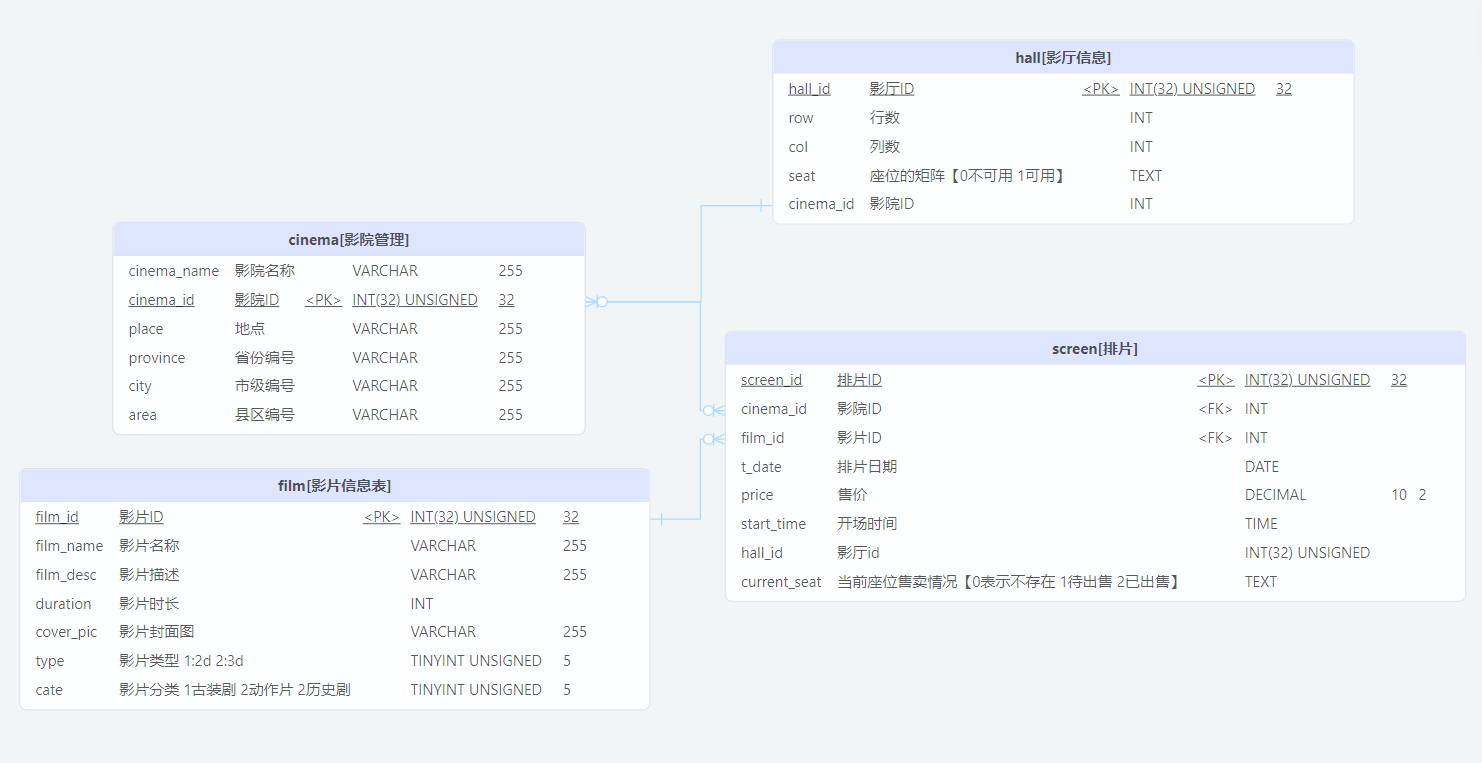 hall[影厅信息]
hall_id 影厅ID <PK> INT(32) UNSIGNED 32
row 行数 INT
col 列数 INT
seat 座位的矩阵【0不可用 1可用】 TEXT
cinema_id 影院ID INT
cinema[影院管理]
cinema_name 影院名称 VARCHAR 255
cinema_id 影院ID <PK> INT(32) UNSIGNED 32
place 地点 VARCHAR 255
province 省份编号 VARCHAR 255
city 市级编号 VARCHAR 255
area 县区编号 VARCHAR 255
screen[排片]
screen_id 排片ID <PK> INT(32) UNSIGNED 32
cinema_id 影院ID <FK> INT
film_id 影片ID <FK> INT
t_date 排片日期 DATE
price 售价 DECIMAL 10 2
start_time 开场时间 TIME
hall_id 影厅id INT(32) UNSIGNED
current_seat 当前座位售卖情况【0表示不存在 1待出售 2已出售】 TEXT
film[影片信息表]
film_id 影片ID <PK> INT(32) UNSIGNED 32
film_name 影片名称 VARCHAR 255
film_desc 影片描述 VARCHAR 255
duration 影片时长 INT
cover_pic 影片封面图 VARCHAR 255
type 影片类型 1:2d 2:3d TINYINT UNSIGNED 5
cate 影片分类 1古装剧 2动作片 2历史剧 TINYINT UNSIGNED 5